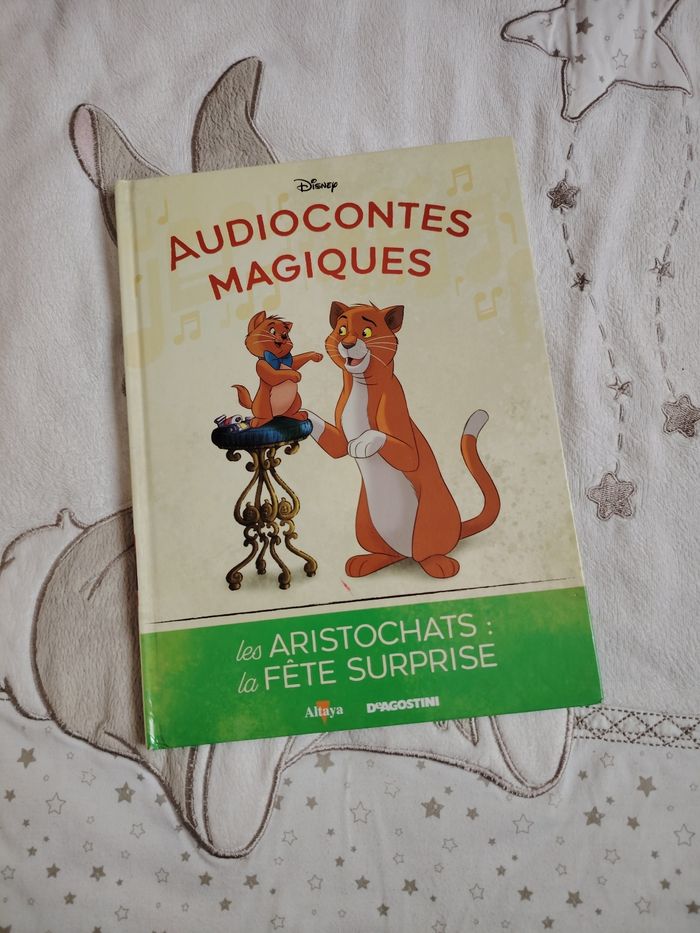 Disney
AUDIOCONTES
MAGIQUES
les ARISTOCHATS :
la FÊTE SURPRISE
Altaya
DeAGOSTINI